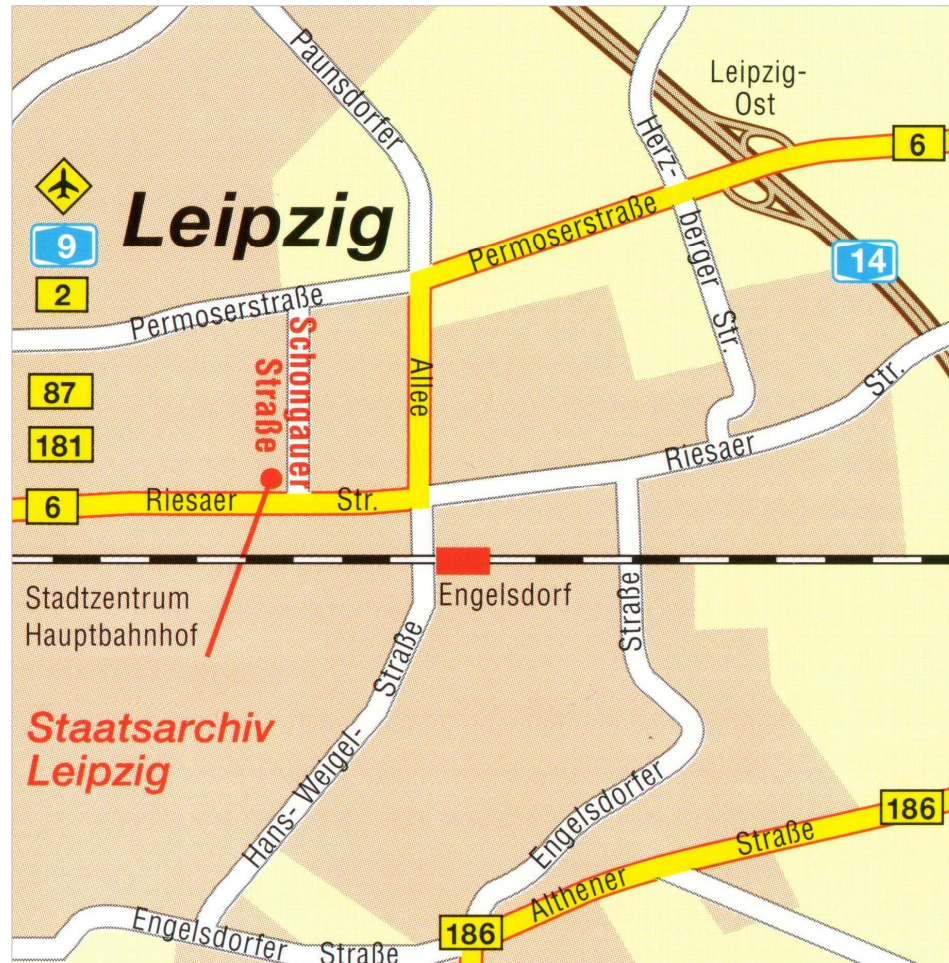 Paunsdorfer
Leipzig-
Ost
Herz-
berger
Str.
6
Leipzig
9
2
14
Permoserstraße
Permoserstraße
Schongauer
Straße
Allee
87
181
6
Riesaer
Str.
Riesaer
Str.
Stadtzentrum
Hauptbahnhof
Engelsdorf
Straße
Straße
Hans-Weigel-
Staatsarchiv
Leipzig
Engelsdorfer
186
Straße
Althener
186
Engelsdorfer
Straße